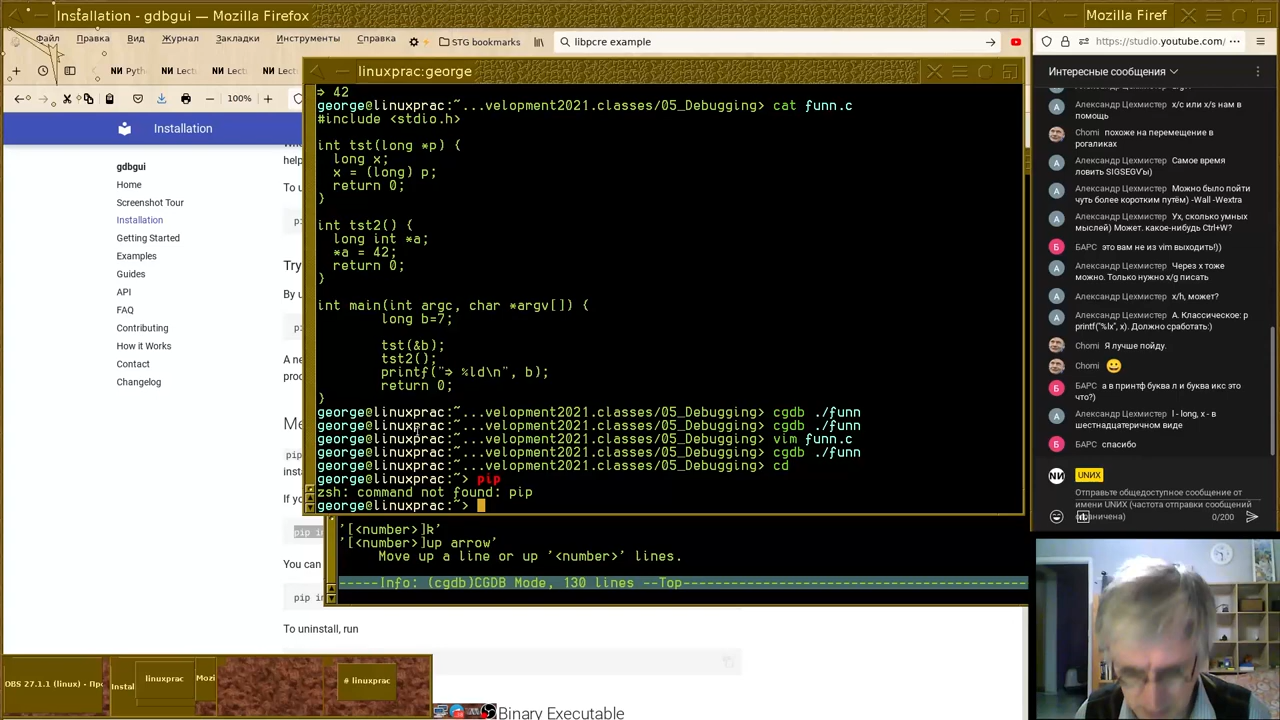 Installation - gdbgui — Mozilla Firefox
Файл Правка Вид Журнал Закладки Инструменты Справка
STG bookmarks
libpcre example
100%
Installation
gdbgui
Home
Screenshot Tour
Installation
Getting Started
Examples
Guides
API
FAQ
Contributing
How it Works
Contact
Changelog
To uninstall, run
Binary Executable
linuxprac:george
⇒ 42
george@linuxprac:~...velopment2021.classes/05_Debugging> cat funn.c
#include <stdio.h>
int tst(long *p) {
long x;
x = (long) p;
return 0;
}
int tst2() {
long int *a;
*a = 42;
return 0;
}
int main(int argc, char *argv[]) {
long b=7;
tst(&b);
tst2();
printf("⇒ %ld\n", b);
return 0;
}
george@linuxprac:~...velopment2021.classes/05_Debugging> cgdb ./funn
george@linuxprac:~...velopment2021.classes/05_Debugging> cgdb ./funn
george@linuxprac:~...velopment2021.classes/05_Debugging> vim funn.c
george@linuxprac:~...velopment2021.classes/05_Debugging> cgdb ./funn
george@linuxprac:~...velopment2021.classes/05_Debugging> cd
george@linuxprac:~> pip
zsh: command not found: pip
george@linuxprac:~>
'[<number>]k'
'[<number>]up arrow'
Move up a line or up '<number>' lines.
-----Info: (cgdb)CGDB Mode, 130 lines --Top-----
Mozilla Firef
https://studio.youtube.com/
Интересные сообщения
Александр Цехмистер x/c или x/s нам в
помощь
Chomi похоже на перемещение в
рогаликах
Александр Цехмистер Самое время
ловить SIGSEGV'ы)
Александр Цехмистер Можно было пойти
чуть более коротким путём) -Wall -Wextra
Александр Цехмистер Ух, сколько умных
мыслей) Может. какое-нибудь Ctrl+W?
БАРС это вам не из vim выходить!))
Александр Цехмистер Через x тоже
можно. Только нужно x/g писать
Александр Цехмистер x/h, может?
Александр Цехмистер А. Классическое: p
printf("%lx", x). Должно сработать:)
Chomi Я лучше пойду.
Chomi 😀
БАРС а в принтф буква л и буква икс это
что?)
Александр Цехмистер l - long, x - в
шестнадцатеричном виде
БАРС спасибо
UNИX
Отправьте общедоступное сообщение от
имени UNИX (частота отправки сообщений
ограничена)
0/200
OBS 27.1.1 (linux) - Пр
Instal
linuxprac
Mozi
# linuxprac